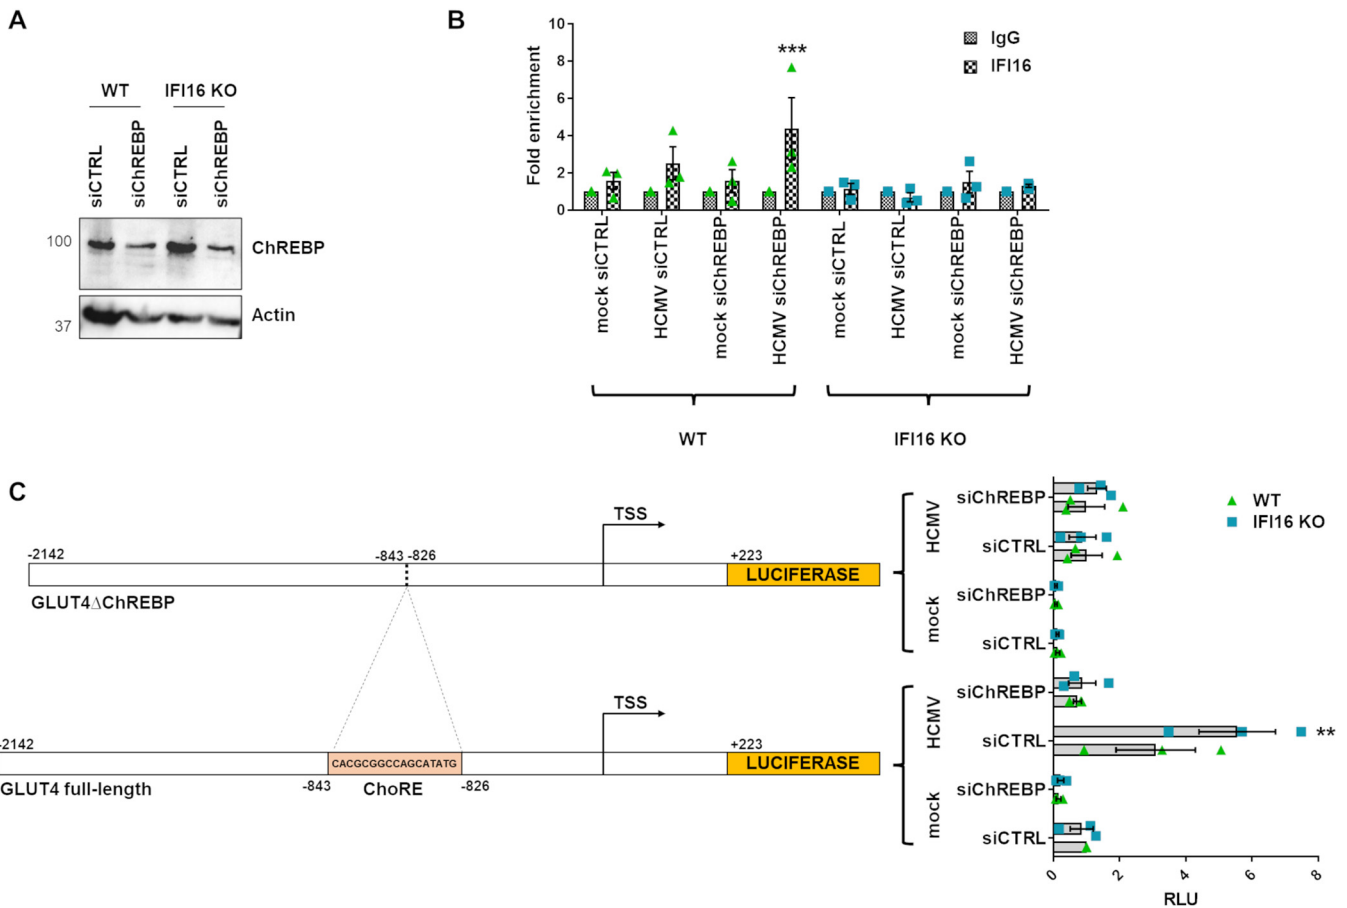 A
WT IFI16 KO
siCTRL
siChREBP
siCTRL
siChREBP
100
ChREBP
37
Actin
B
Fold enrichment
10
8
6
4
2
0
***
IgG
IFI16
mock siCTRL
HCMV siCTRL
mock siChREBP
HCMV siChREBP
mock siCTRL
HCMV siCTRL
mock siChREBP
HCMV siChREBP
WT
IFI16 KO
C
TSS
-2142
-843 -826
+223
LUCIFERASE
GLUT4ΔChREBP
TSS
-2142
+223
CACGCGGCCAGCATATG
LUCIFERASE
GLUT4 full-length
-843
ChoRE
-826
HCMV
mock
HCMV
mock
siChREBP
siCTRL
siChREBP
siCTRL
siChREBP
siCTRL
siChREBP
siCTRL
**
WT
IFI16 KO
0 2 4 6 8
RLU